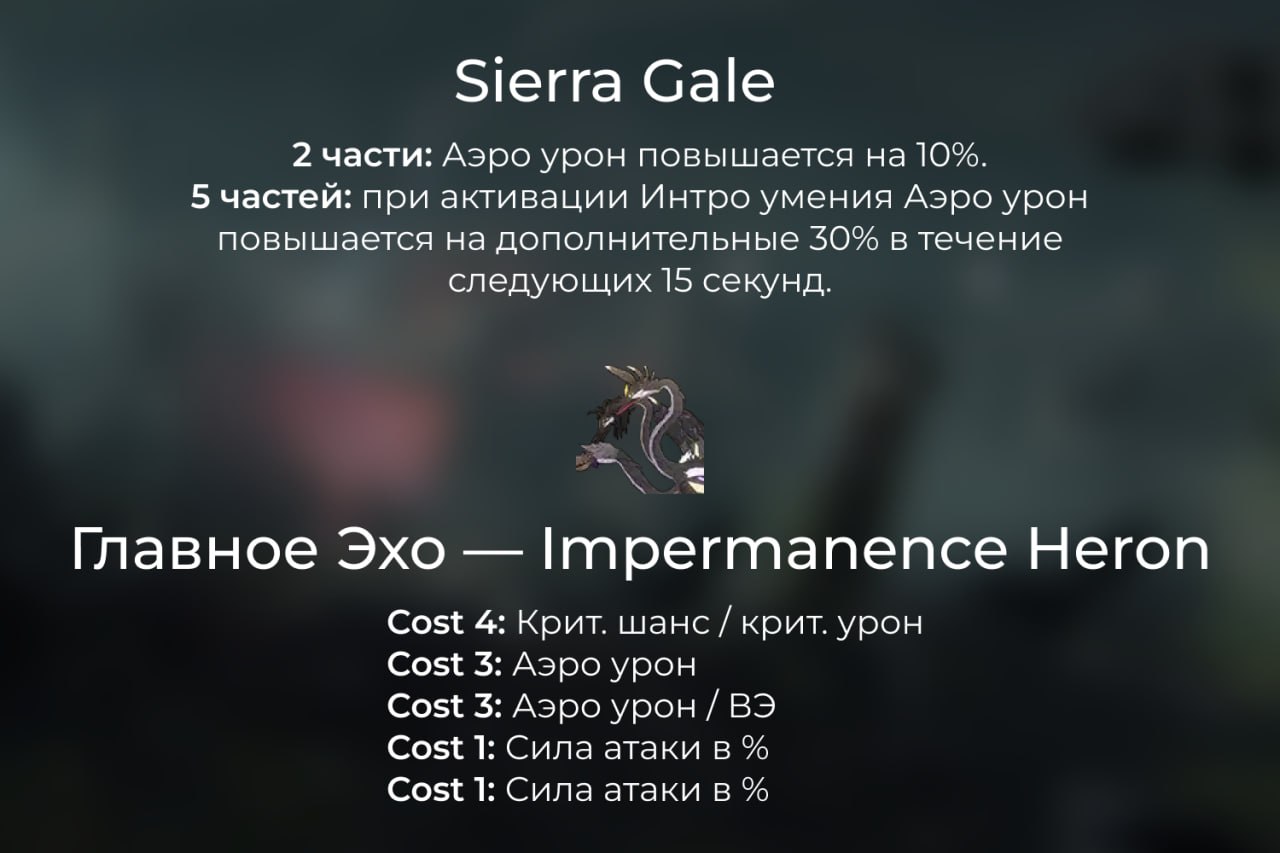 Sierra Gale
2 части: Аэро урон повышается на 10%.
5 частей: при активации Интро умения Аэро урон
повышается на дополнительные 30% в течение
следующих 15 секунд.
Главное Эхо — Impermanence Heron
Cost 4: Крит. шанс / крит. урон
Cost 3: Аэро урон
Cost 3: Аэро урон / ВЭ
Cost 1: Сила атаки в %
Cost 1: Сила атаки в %